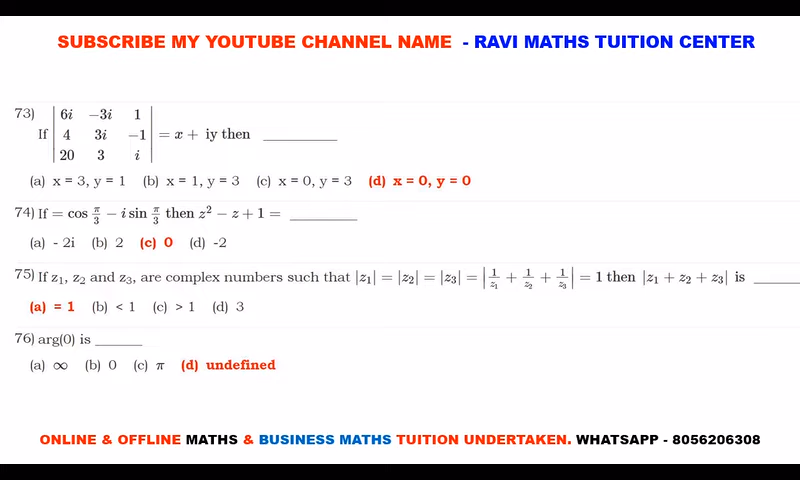 SUBSCRIBE MY YOUTUBE CHANNEL NAME - RAVI MATHS TUITION CENTER
73)
If | 6i −3i 1 |
| 4 3i −1 | = x + iy then ________
| 20 3 i |
(a) x = 3, y = 1 (b) x = 1, y = 3 (c) x = 0, y = 3 (d) x = 0, y = 0
74) If = cos π/3 − i sin π/3 then z² − z + 1 = ________
(a) - 2i (b) 2 (c) 0 (d) -2
75) If z₁, z₂ and z₃, are complex numbers such that |z₁| = |z₂| = |z₃| = |1/z₁ + 1/z₂ + 1/z₃| = 1 then |z₁ + z₂ + z₃| is ______
(a) = 1 (b) < 1 (c) > 1 (d) 3
76) arg(0) is ______
(a) ∞ (b) 0 (c) π (d) undefined
ONLINE & OFFLINE MATHS & BUSINESS MATHS TUITION UNDERTAKEN. WHATSAPP - 8056206308